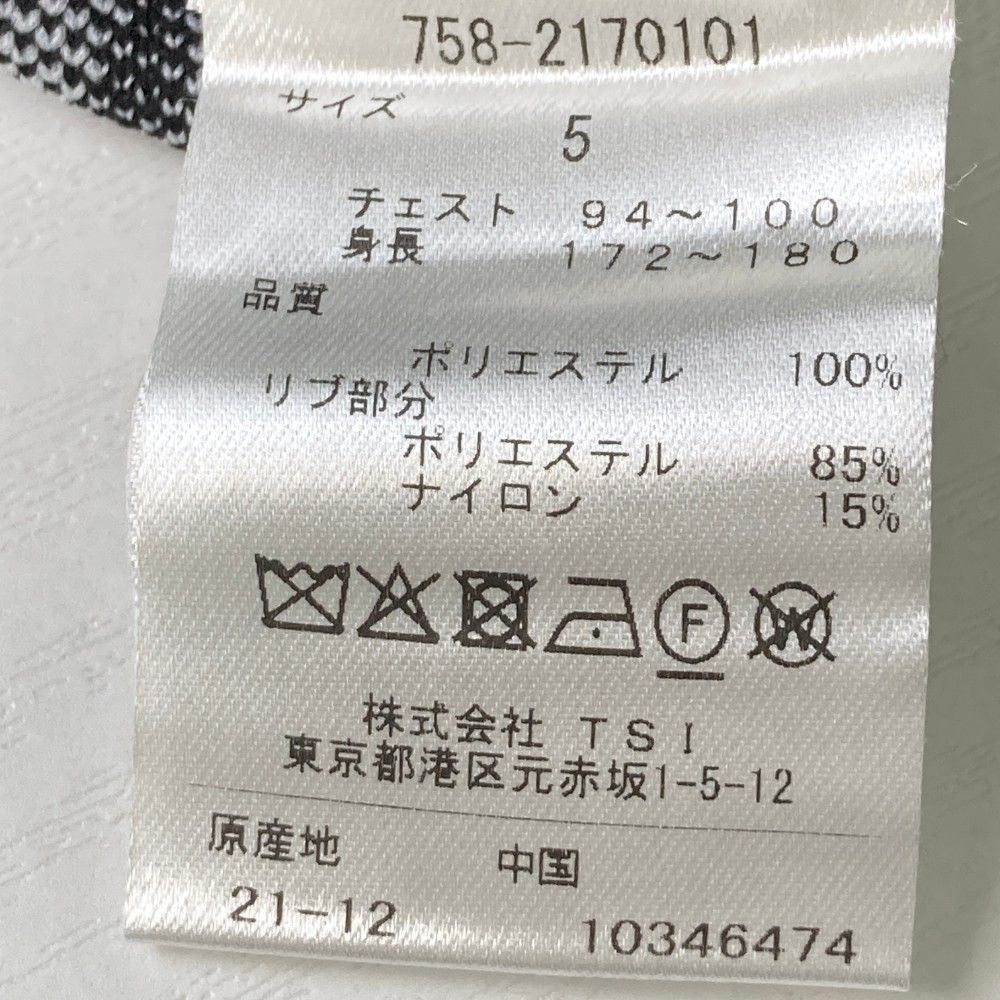 758-2170101
サイズ
5
チェスト 94～100
身長 172～180
品質
ポリエステル 100%
リブ部分
ポリエステル 85%
ナイロン 15%
F W
株式会社 TSI
東京都港区元赤坂1-5-12
原産地 中国
21-12 10346474